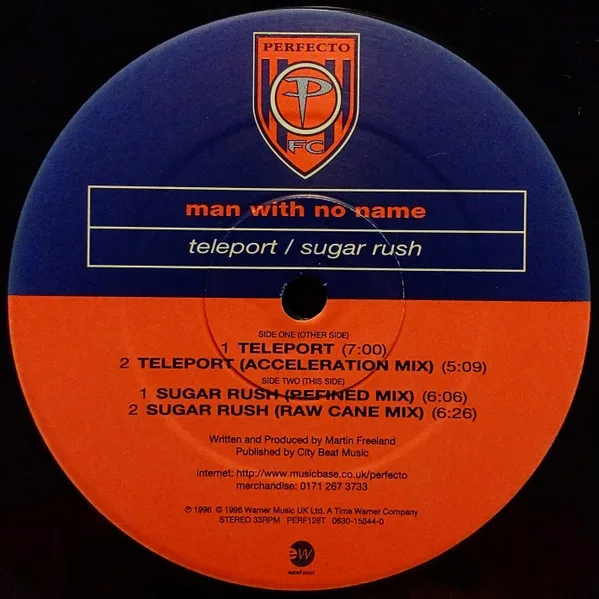 PERFECTO
P
FC
man with no name
teleport / sugar rush
SIDE ONE (OTHER SIDE)
1 TELEPORT (7:00)
2 TELEPORT (ACCELERATION MIX) (5:09)
SIDE TWO (THIS SIDE)
1 SUGAR RUSH (REFINED MIX) (6:06)
2 SUGAR RUSH (RAW CANE MIX) (6:26)
Written and Produced by Martin Freeland
Published by City Beat Music
internet: http://www.musicbase.co.uk/perfecto
merchandise: 0171 267 3733
℗ 1996 © 1996 Warner Music UK Ltd. A Time Warner Company
STEREO 33RPM PERF126T 0630-15844-0
ew
east west